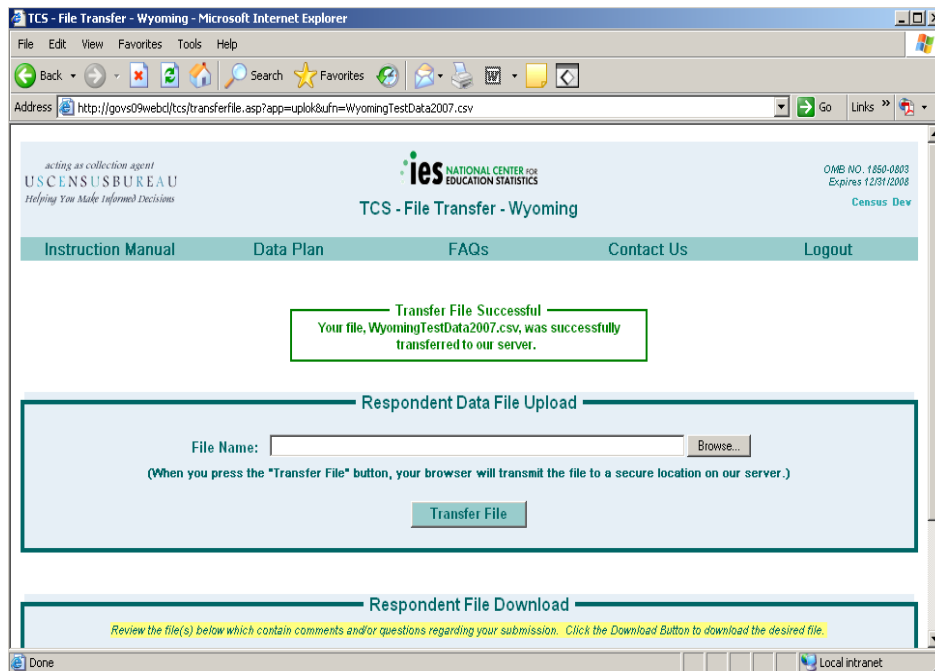 TCS - File Transfer - Wyoming - Microsoft Internet Explorer
File Edit View Favorites Tools Help
Back Search Favorites
Address http://govs09webcl/tcs/transferfile.asp?app=uplok&ufn=WyomingTestData2007.csv Go Links »
acting as collection agent
USCENSUSBUREAU
Helping You Make Informed Decisions
ies NATIONAL CENTER FOR
EDUCATION STATISTICS
TCS - File Transfer - Wyoming
OMB NO. 1850-0803
Expires 12/31/2008
Census Dev
Instruction Manual Data Plan FAQs Contact Us Logout
Transfer File Successful
Your file, WyomingTestData2007.csv, was successfully
transferred to our server.
Respondent Data File Upload
File Name: Browse...
(When you press the "Transfer File" button, your browser will transmit the file to a secure location on our server.)
Transfer File
Respondent File Download
Review the file(s) below which contain comments and/or questions regarding your submission. Click the Download Button to download the desired file.
Done Local intranet